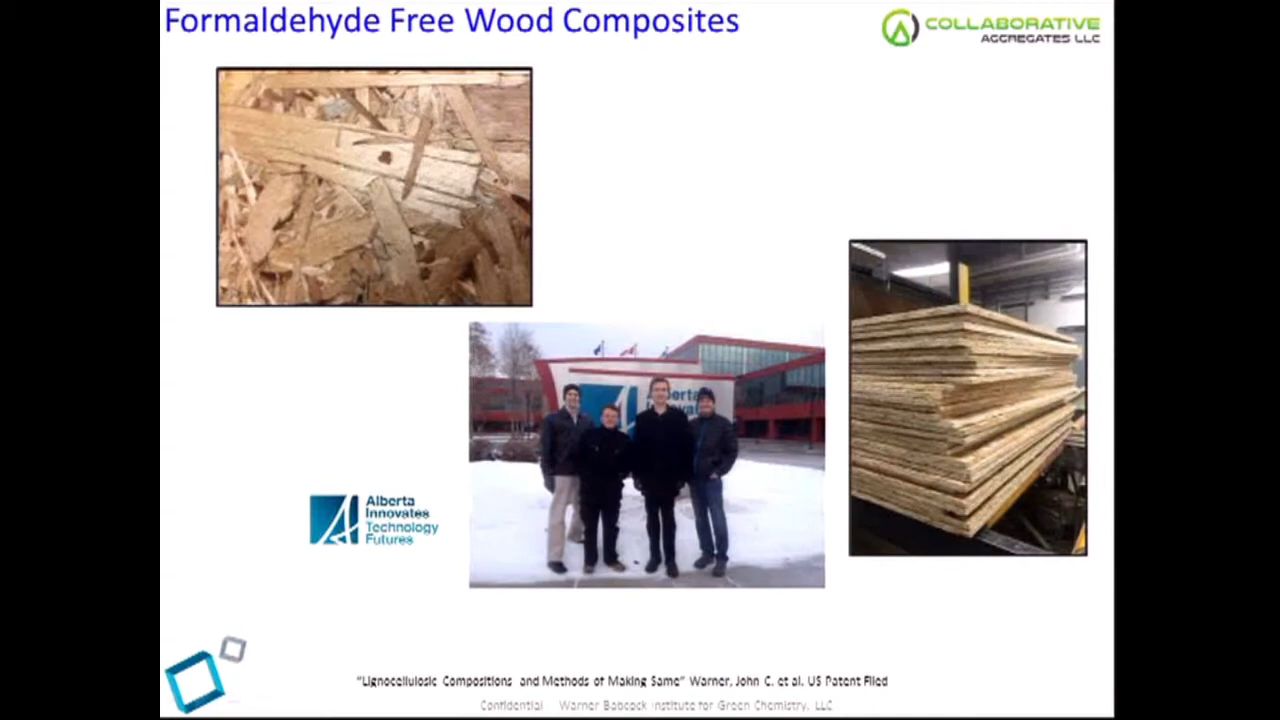 Formaldehyde Free Wood Composites
COLLABORATIVE
AGGREGATES LLC
Alberta
Innovates
Technology
Futures
"Lignocellulosic Compositions and Methods of Making Same" Warner, John C. et al. US Patent Filed
Confidential Warner Babcock Institute for Green Chemistry, LLC